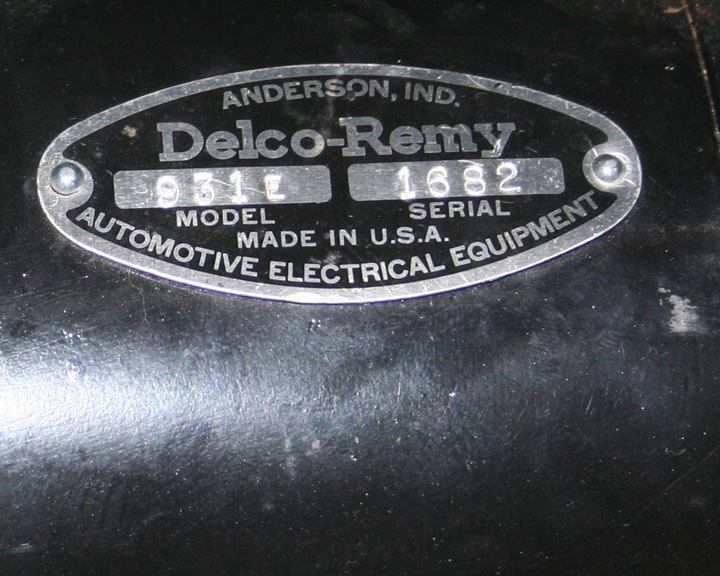 ANDERSON, IND.
Delco-Remy
931E 1682
MODEL SERIAL
MADE IN U.S.A.
AUTOMOTIVE ELECTRICAL EQUIPMENT